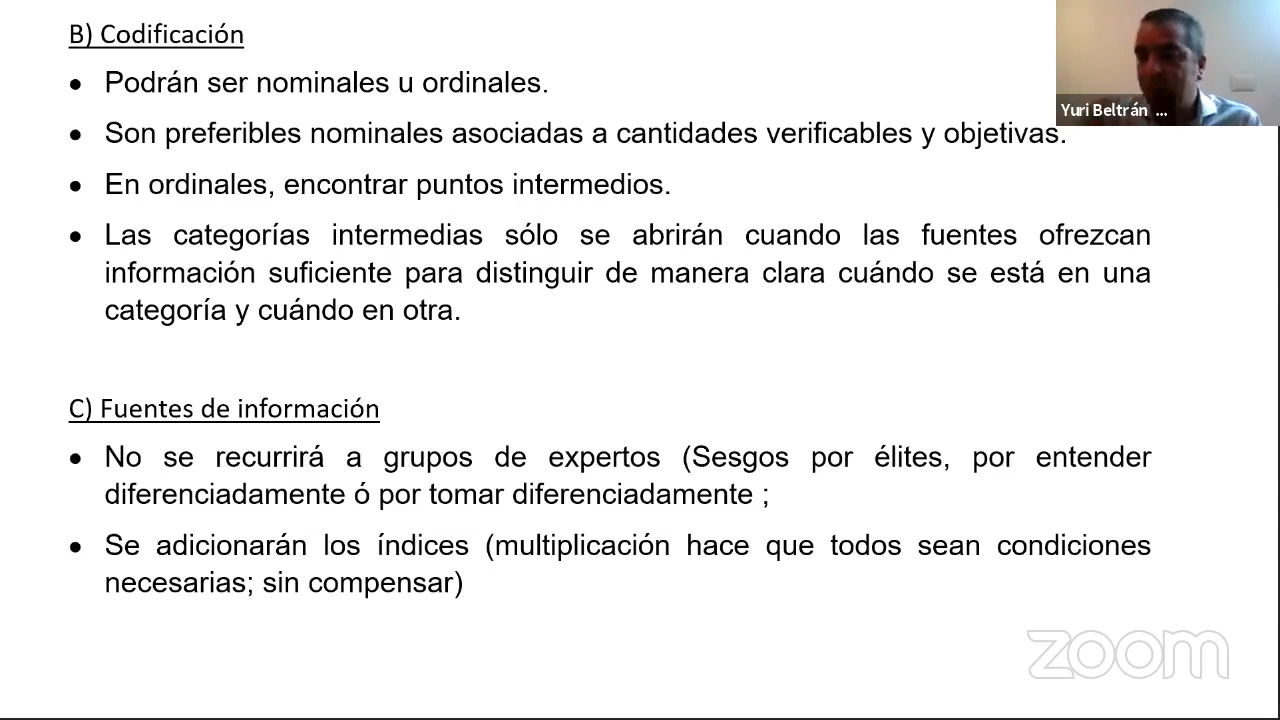 B) Codificación
• Podrán ser nominales u ordinales.
• Son preferibles nominales asociadas a cantidades verificables y objetivas.
• En ordinales, encontrar puntos intermedios.
• Las categorías intermedias sólo se abrirán cuando las fuentes ofrezcan
información suficiente para distinguir de manera clara cuándo se está en una
categoría y cuándo en otra.
C) Fuentes de información
• No se recurrirá a grupos de expertos (Sesgos por élites, por entender
diferenciadamente ó por tomar diferenciadamente ;
• Se adicionarán los índices (multiplicación hace que todos sean condiciones
necesarias; sin compensar)
Yuri Beltrán ...
zoom